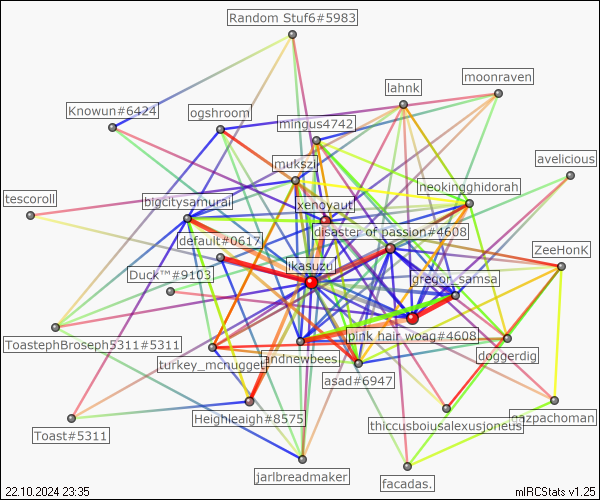 Random Stuf6#5983
moonraven
lahnk
Knowun#6424
ogshroom
mingus4742
avelicious
mukszi
neokingghidorah
tescoroll
bigcitysamurai
xenoyaut
disaster of passion#4608
default#0617
ZeeHonK
ikasuzu
Duck™#9103
gregor_samsa
ToastephBroseph5311#5311
pink hair woag#4608
andnewbees
doggerdig
turkey_mcnugget
asad#6947
Heighleaigh#8575
gazpachoman
thiccusboiusalexusjoneus
Toast#5311
jarlbreadmaker
facadas.
22.10.2024 23:35
mIRCStats v1.25